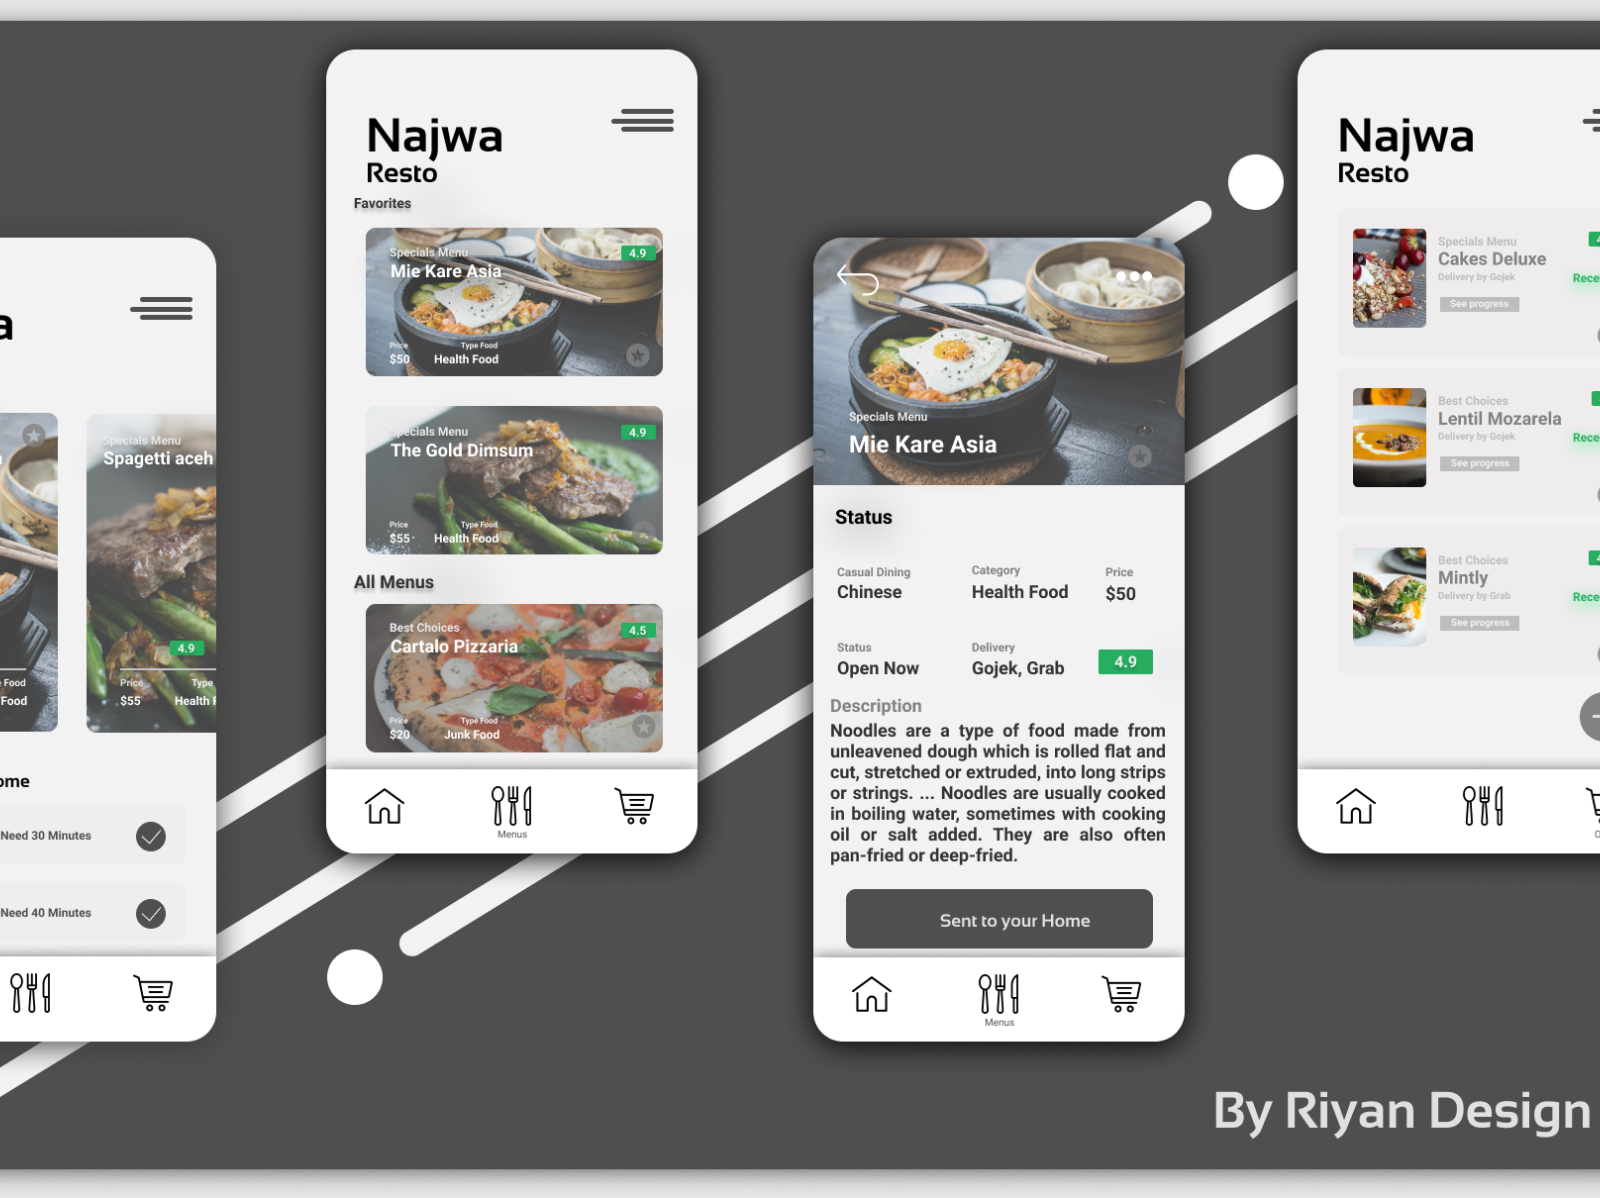 a
Specials Menu
Spagetti aceh
4.9
Food
Food
Price
Type
$55
Health F
ome
Need 30 Minutes
Need 40 Minutes
Najwa
Resto
Favorites
Specials Menu
4.9
Mie Kare Asia
Price
Type Food
$50
Health Food
Specials Menu
4.9
The Gold Dimsum
Price
Type Food
$55
Health Food
All Menus
Best Choices
4.5
Cartalo Pizzaria
Price
Type Food
$20
Junk Food
Menus
Specials Menu
Mie Kare Asia
Status
Casual Dining
Category
Price
Chinese
Health Food
$50
Status
Delivery
Open Now
Gojek, Grab
4.9
Description
Noodles are a type of food made from
unleavened dough which is rolled flat and
cut, stretched or extruded, into long strips
or strings. ... Noodles are usually cooked
in boiling water, sometimes with cooking
oil or salt added. They are also often
pan-fried or deep-fried.
Sent to your Home
Menus
Najwa
Resto
Specials Menu
Cakes Deluxe
Delivery by Gojek
Rece
See progress
Best Choices
Lentil Mozarela
Delivery by Gojek
Rece
See progress
Best Choices
Mintly
Delivery by Grab
Rece
See progress
By Riyan Design